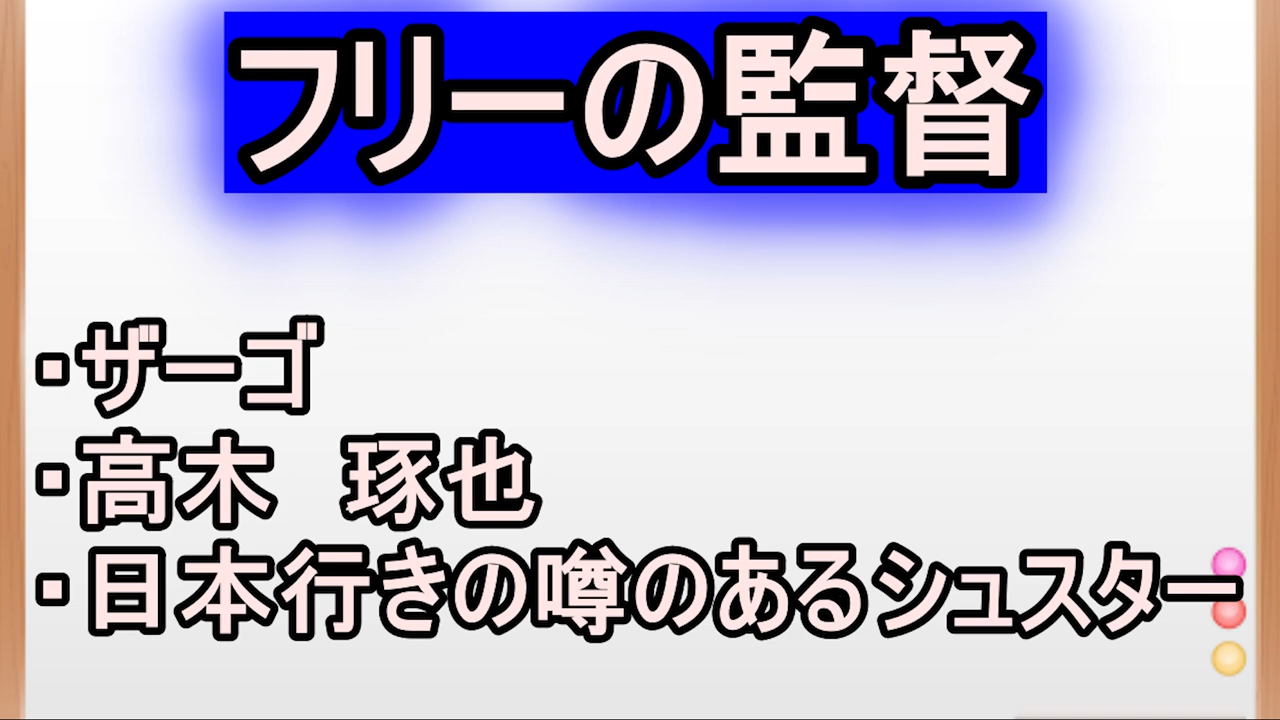 フリーの監督
・ザーゴ
・高木　琢也
・日本行きの噂のあるシュスター